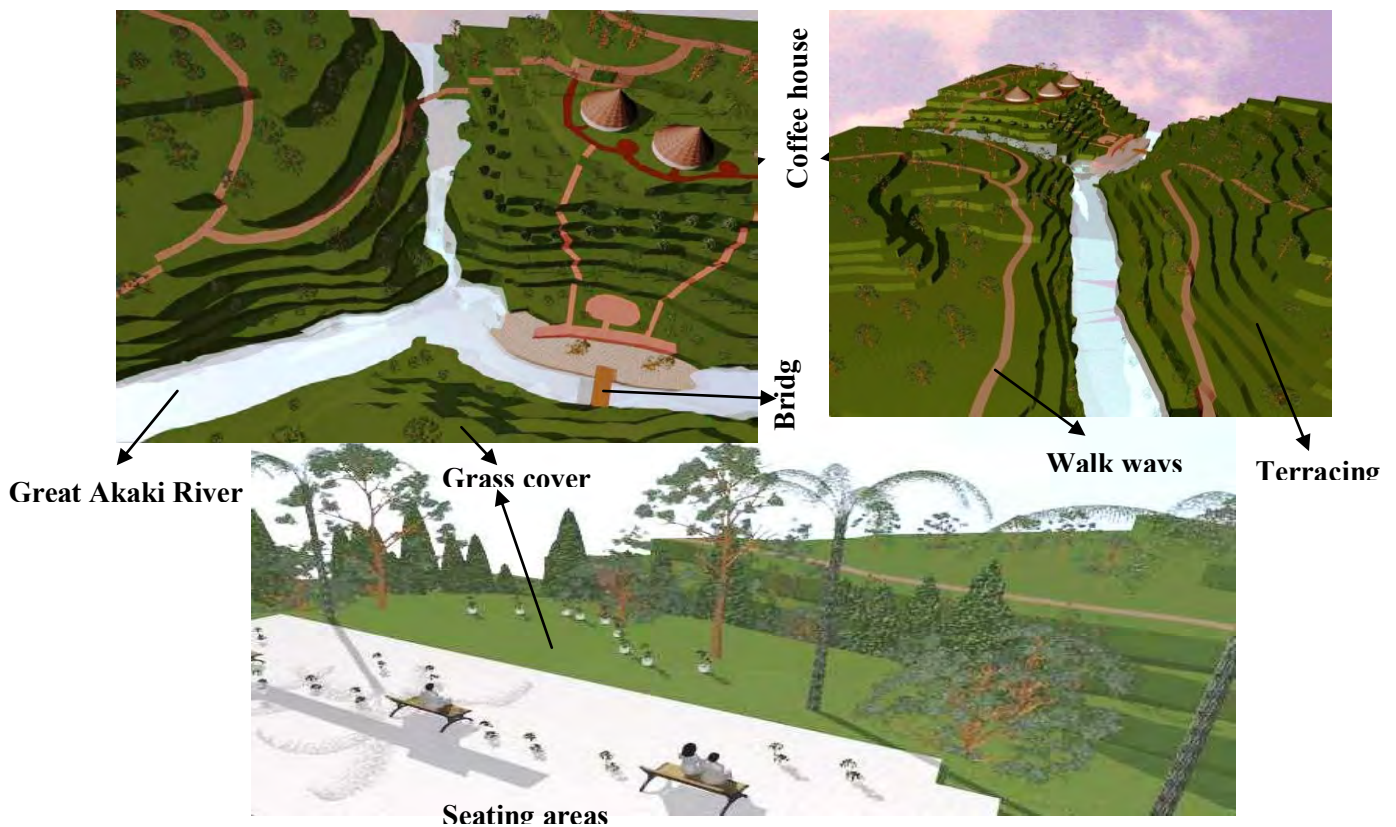 Coffee house
Bridg
Great Akaki River
Grass cover
Walk ways
Terracing
Seating areas